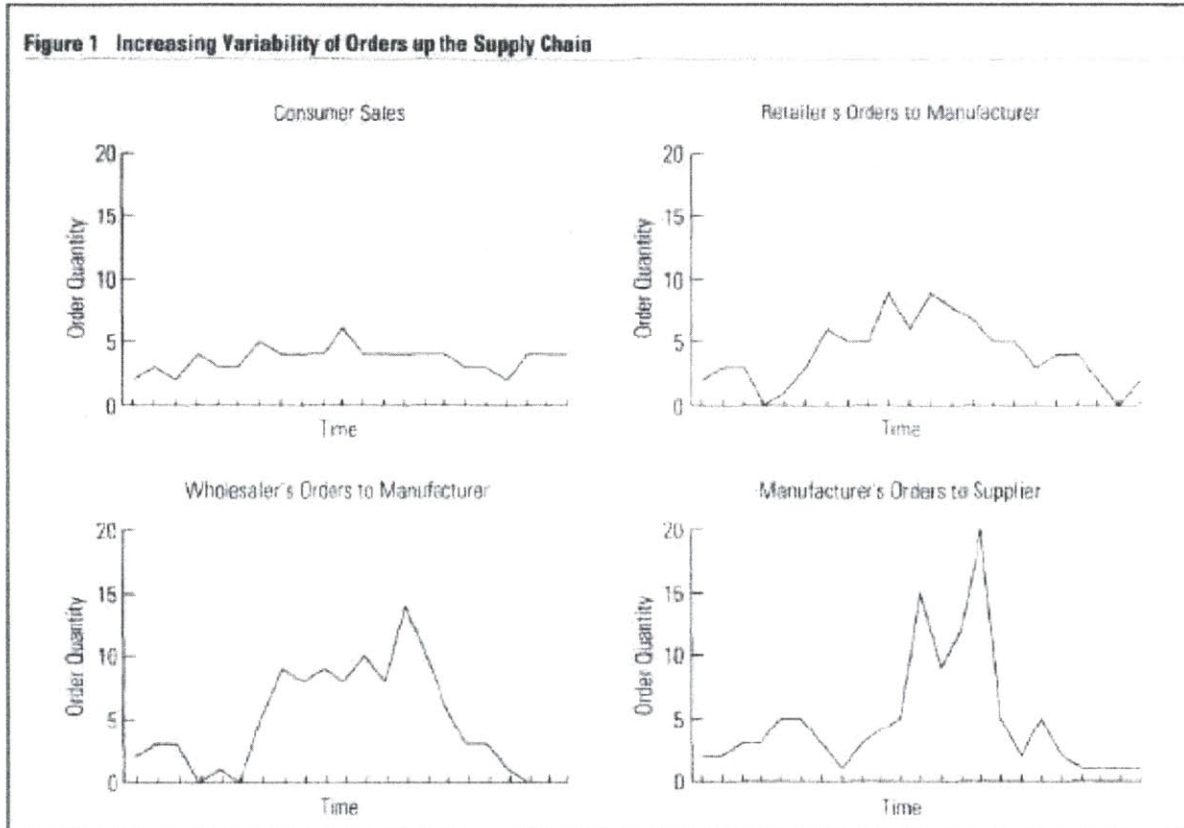 Figure 1 Increasing Variability of Orders up the Supply Chain
Consumer Sales
20
15
10
5
0
Order Quantity
Time
Retailer's Orders to Manufacturer
20
15
10
5
0
Order Quantity
Time
Wholesaler's Orders to Manufacturer
20
15
10
5
0
Order Quantity
Time
Manufacturer's Orders to Supplier
20
15
10
5
0
Order Quantity
Time